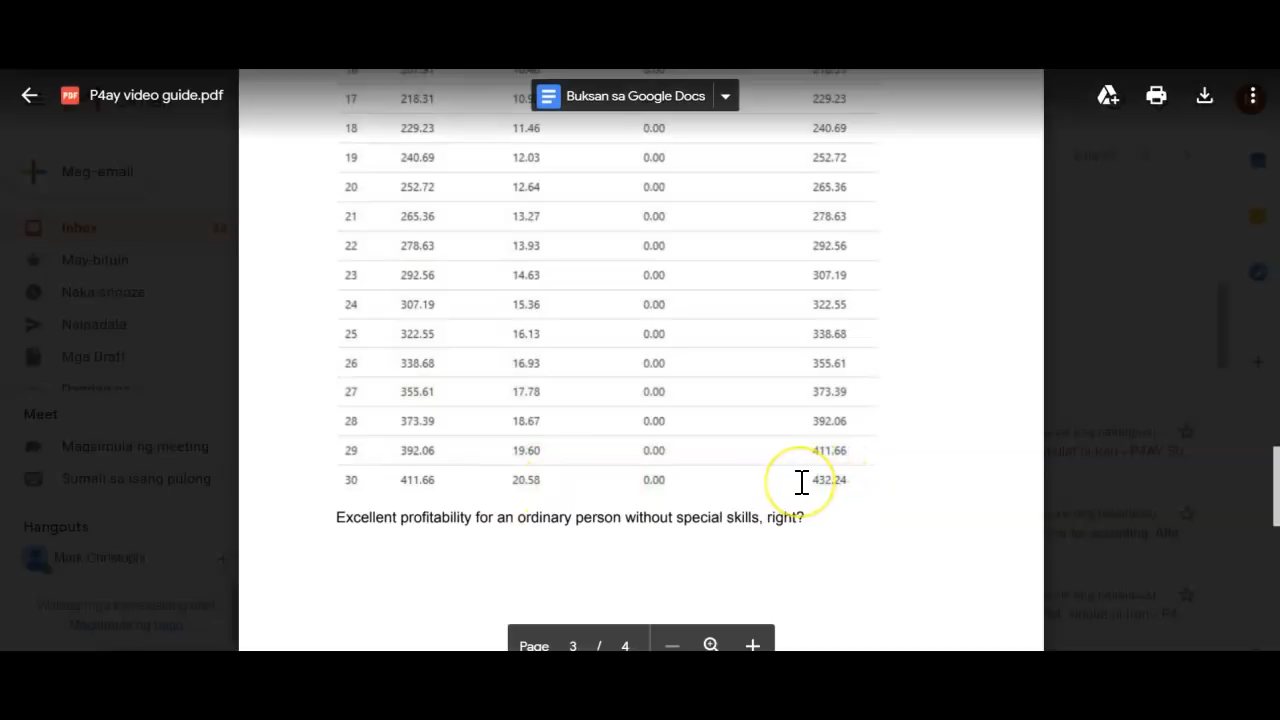 P4ay video guide.pdf
Buksan sa Google Docs
17 218.31 229.23
18 229.23 11.46 0.00 240.69
19 240.69 12.03 0.00 252.72
20 252.72 12.64 0.00 265.36
21 265.36 13.27 0.00 278.63
22 278.63 13.93 0.00 292.56
23 292.56 14.63 0.00 307.19
24 307.19 15.36 0.00 322.55
25 322.55 16.13 0.00 338.68
26 338.68 16.93 0.00 355.61
27 355.61 17.78 0.00 373.39
28 373.39 18.67 0.00 392.06
29 392.06 19.60 0.00 411.66
30 411.66 20.58 0.00 432.24
Excellent profitability for an ordinary person without special skills, right?
Page 3 / 4
Mag-email
Inbox
May-bituin
Naka-snooze
Naipadala
Mga Draft
Meet
Magsimula ng meeting
Sumali sa isang pulong
Hangouts